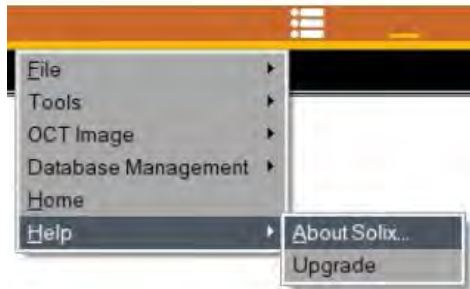 File
Tools
OCT Image
Database Management
Home
Help
About Solix...
Upgrade